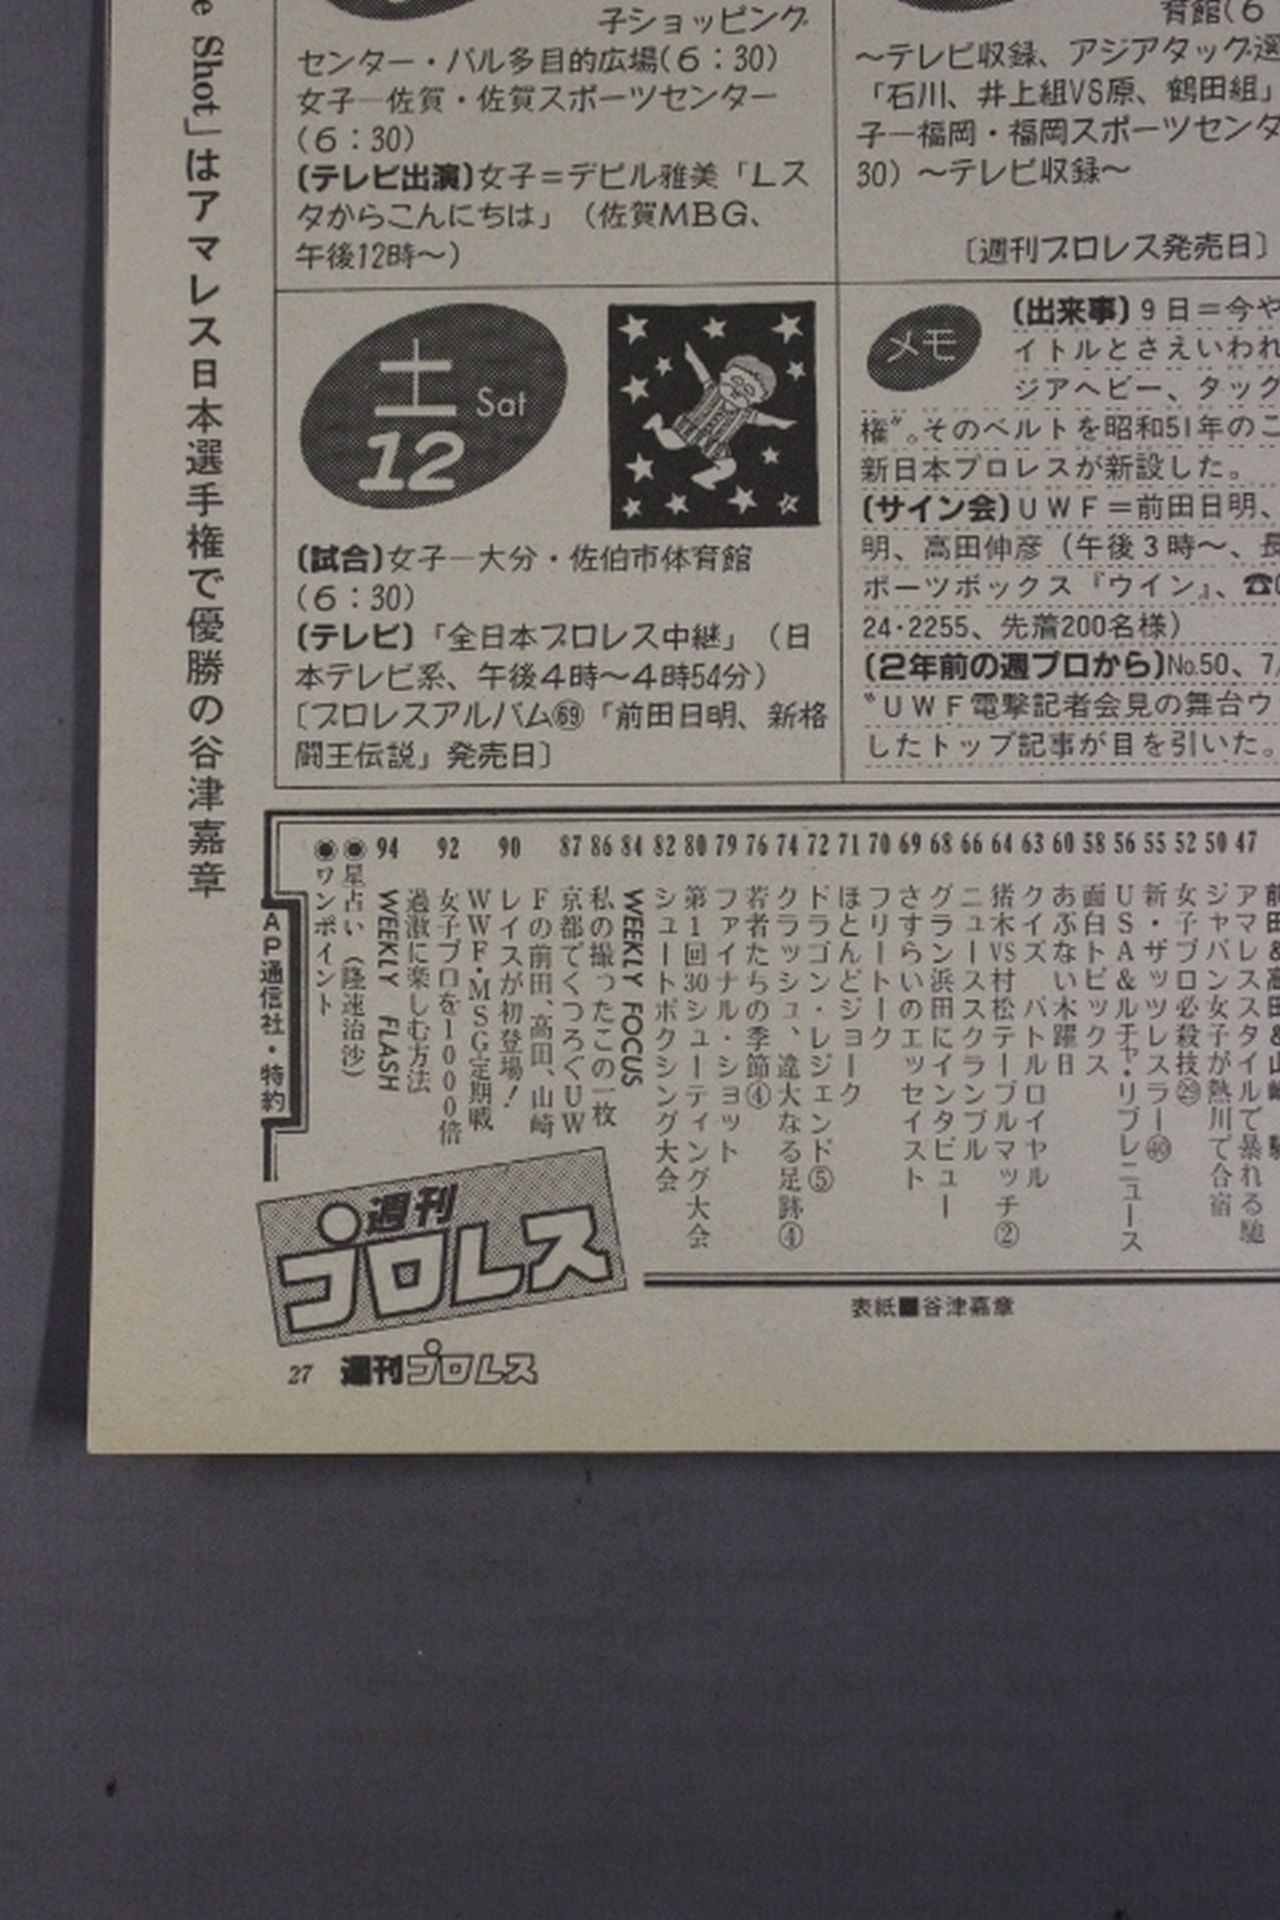 子ショッピング
センター・パル多目的広場(6：30)
女子―佐賀・佐賀スポーツセンター
(6：30)
〔テレビ出演〕女子＝デビル雅美「Lス
タからこんにちは」（佐賀MBG、
午後12時〜）
育館(6
〜テレビ収録、アジアタッグ選
「石川、井上組VS原、鶴田組」
子―福岡・福岡スポーツセンタ
30）〜テレビ収録〜
〔週刊プロレス発売日〕
土 Sat
12
〔試合〕女子―大分・佐伯市体育館
(6：30)
〔テレビ〕「全日本プロレス中継」（日
本テレビ系、午後4時〜4時54分）
〔プロレスアルバム㊻「前田日明、新格
闘王伝説」発売日〕
メモ
〔出来事〕9日＝今や
イトルとさえいわれ
ジアヘビー、タッグ
権〟。そのベルトを昭和51年のこ
新日本プロレスが新設した。
〔サイン会〕UWF＝前田日明、
明、高田伸彦（午後3時〜、長
ポーツボックス『ウイン』、☎0
24・2255、先着200名様）
〔2年前の週プロから〕No.50、7/
〝UWF電撃記者会見の舞台ウ
したトップ記事が目を引いた。
e Shot」はアマレス日本選手権で優勝の谷津嘉章
47 アマレススタイルで暴れる馳
50 ジャパン女子が熱川で合宿
52 女子プロ必殺技㉙
55 新・ザッツレスラー㊵
56 USA&ルチャ・リブレニュース
58 面白トピックス
60 あぶない木曜日
63 クイズ バトルロイヤル
64 猪木VS村松テーブルマッチ②
66 ニューススクランブル
68 グラン浜田にインタビュー
69 さすらいのエッセイスト
70 フリートーク
71 ほとんどジョーク
72 ドラゴン・レジェンド⑤
74 クラッシュ、遠大なる足跡④
76 若者たちの季節④
79 ファイナル・ショット
80 第1回30シューティング大会
82 シュートボクシング大会
84 WEEKLY FOCUS
86 私の撮ったこの一枚
87 京都でくつろぐUW
Fの前田、高田、山崎
90 レイスが初登場！
WWF・MSG定期戦
92 女子プロを1000倍
過激に楽しむ方法
94 WEEKLY FLASH
◉星占い（隆速治沙）
◉ワンポイント
AP通信社・特約
週刊
プロレス
表紙■谷津嘉章
27 週刊プロレス